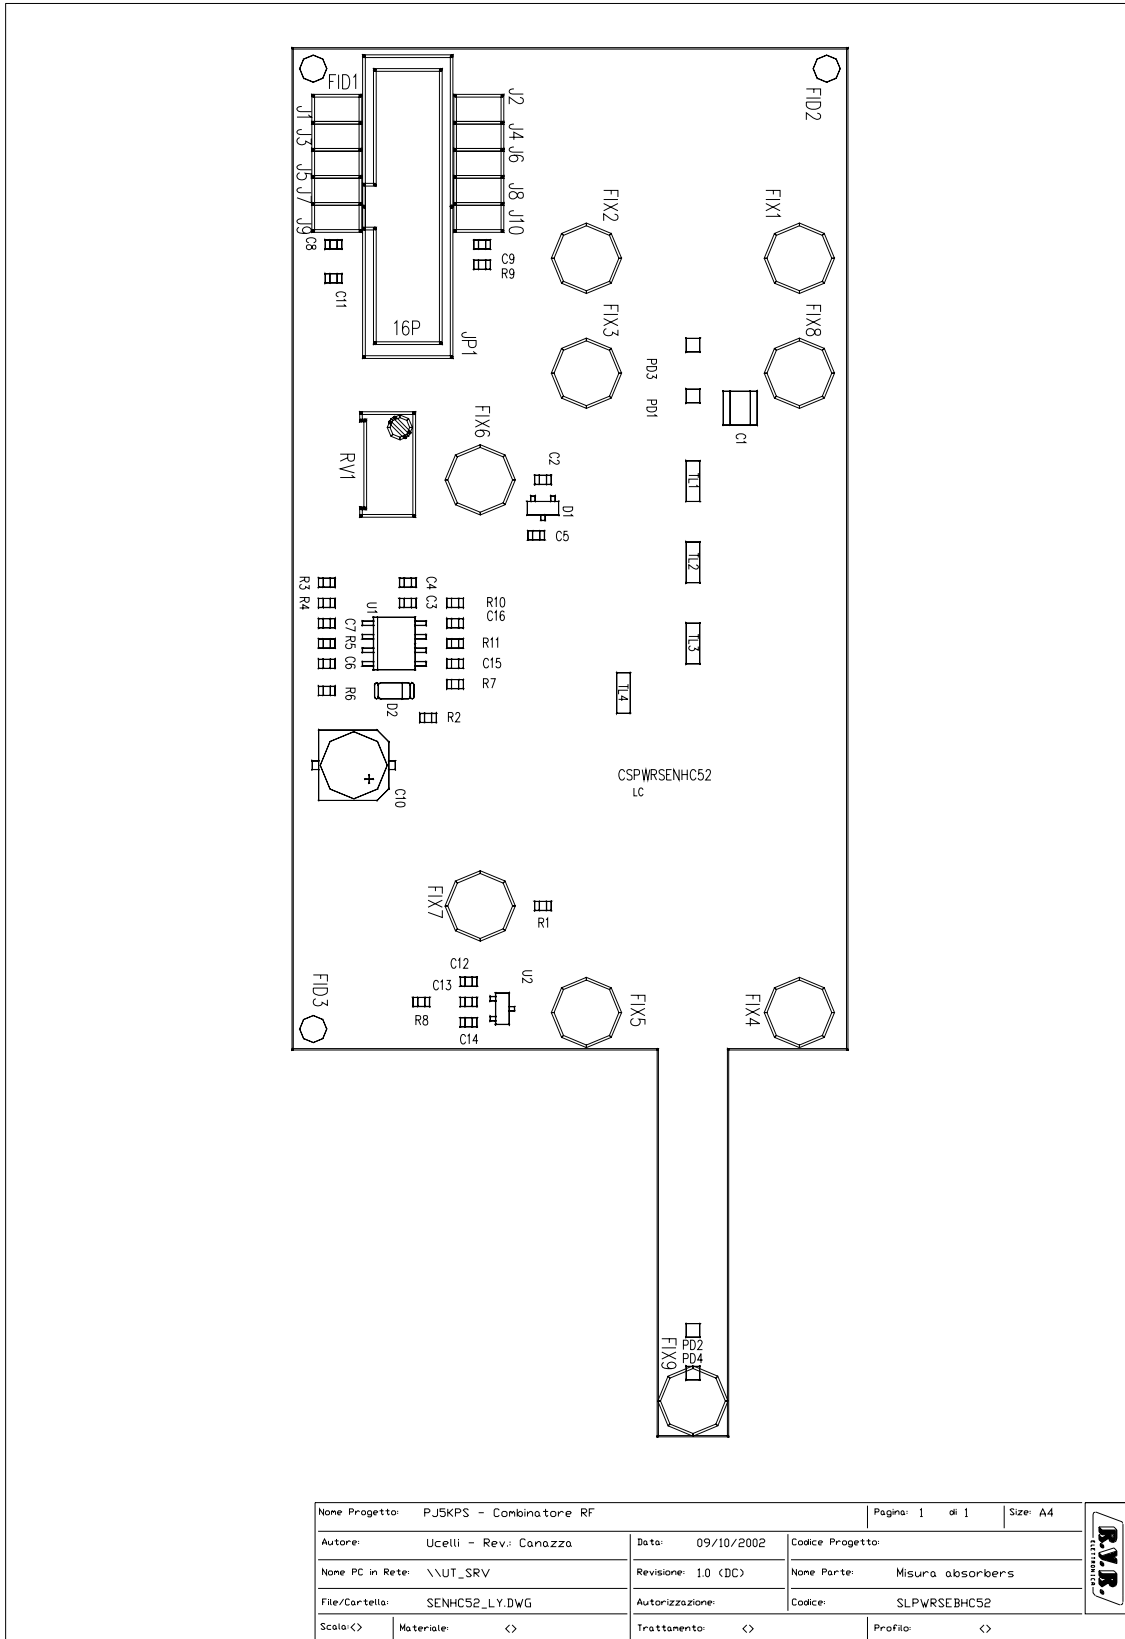 FID1
FID2
J1
J2
J3
J4
J5
J6
J7
J8
J9
J10
C8
C9
R9
C11
16P
JP1
FIX2
FIX1
FIX3
FIX8
PD3
PD1
C1
FIX6
RV1
C2
D1
C5
TL1
TL2
TL3
TL4
R3
R4
C4
C3
U1
R10
C16
C7
R5
C6
R6
R11
C15
R7
D2
R2
CSPWRSENHC52
LC
+
C10
FIX7
R1
C12
U2
C13
R8
C14
FID3
FIX5
FIX4
PD2
PD4
FIX9
Nome Progetto: PJ5KPS - Combinatore RF Pagina: 1 di 1 Size: A4
Autore: Ucelli - Rev.: Canazza Data: 09/10/2002 Codice Progetto:
Nome PC in Rete: \\UT_SRV Revisione: 1.0 (DC) Nome Parte: Misura absorbers
File/Cartella: SENHC52_LY.DWG Autorizzazione: Codice: SLPWRSEBHC52
Scala:<> Materiale: <> Trattamento: <> Profilo: <>
R.V.R.
ELETTRONICA